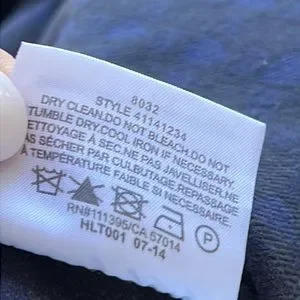 8032
STYLE 41141234
DRY CLEAN.DO NOT BLEACH.DO NOT
TUMBLE DRY.COOL IRON IF NECESSARY.
NETTOYAGE À SEC.NE PAS JAVELLISER.NE
PAS SÉCHER PAR CULBUTAGE.REPASSAGE
À TEMPÉRATURE FAIBLE SI NECESSAIRE.
P
RN#111395/CA 57014
HLT001 07-14